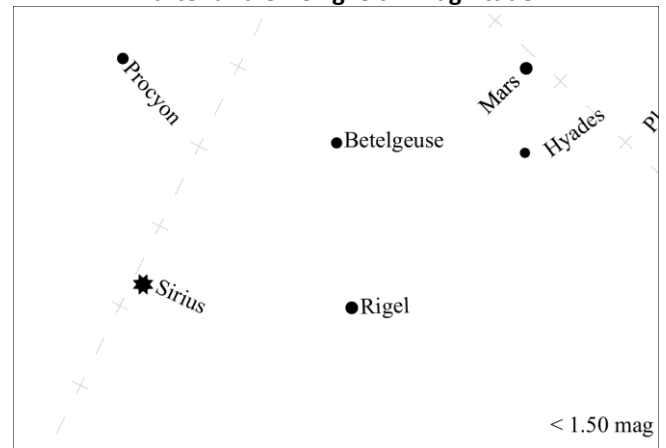 Procyon
Mars
Hyades
Betelgeuse
Sirius
Rigel
< 1.50 mag